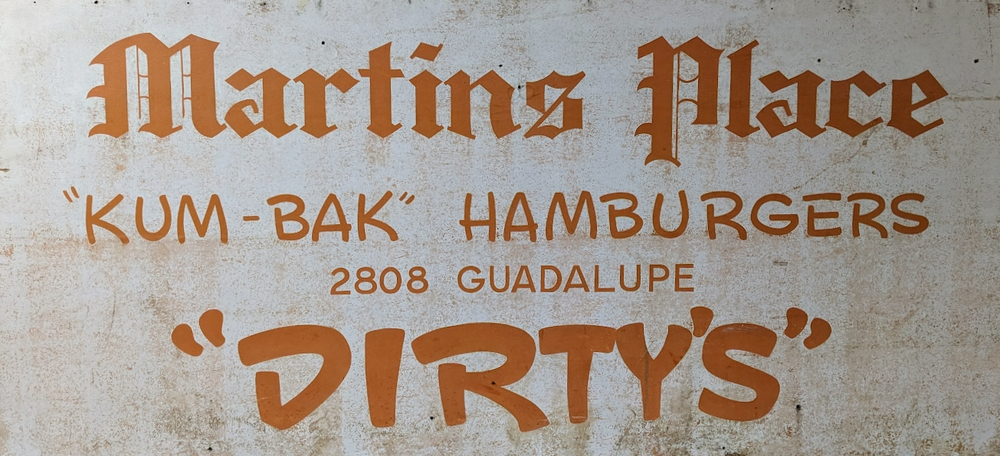 Martins Place
"KUM-BAK" HAMBURGERS
2808 GUADALUPE
"DIRTY'S"